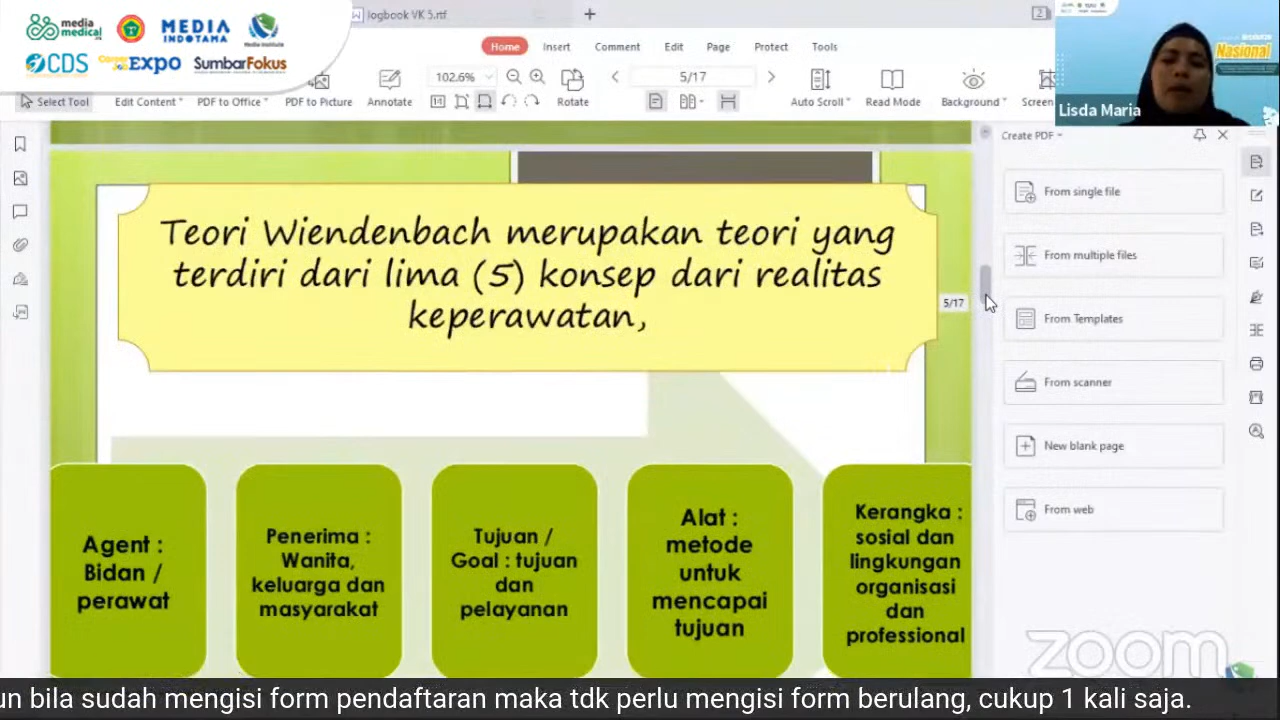 media
medical.id
MEDIA
INDOTAMA
Media Institute
CDS
Career
Expo
SumbarFokus
logbook VK 5.rtf
2
Home
Insert
Comment
Edit
Page
Protect
Tools
102.6%
5/17
Select Tool
Edit Content
PDF to Office
PDF to Picture
Annotate
Rotate
Auto Scroll
Read Mode
Background
Screen
Nasional
Lisda Maria
Create PDF
From single file
From multiple files
From Templates
From scanner
New blank page
From web
Teori Wiendenbach merupakan teori yang
terdiri dari lima (5) konsep dari realitas
keperawatan,
5/17
Agent :
Bidan /
perawat
Penerima :
Wanita,
keluarga dan
masyarakat
Tujuan /
Goal : tujuan
dan
pelayanan
Alat :
metode
untuk
mencapai
tujuan
Kerangka :
sosial dan
lingkungan
organisasi
dan
professional
zoom
un bila sudah mengisi form pendaftaran maka tdk perlu mengisi form berulang, cukup 1 kali saja.